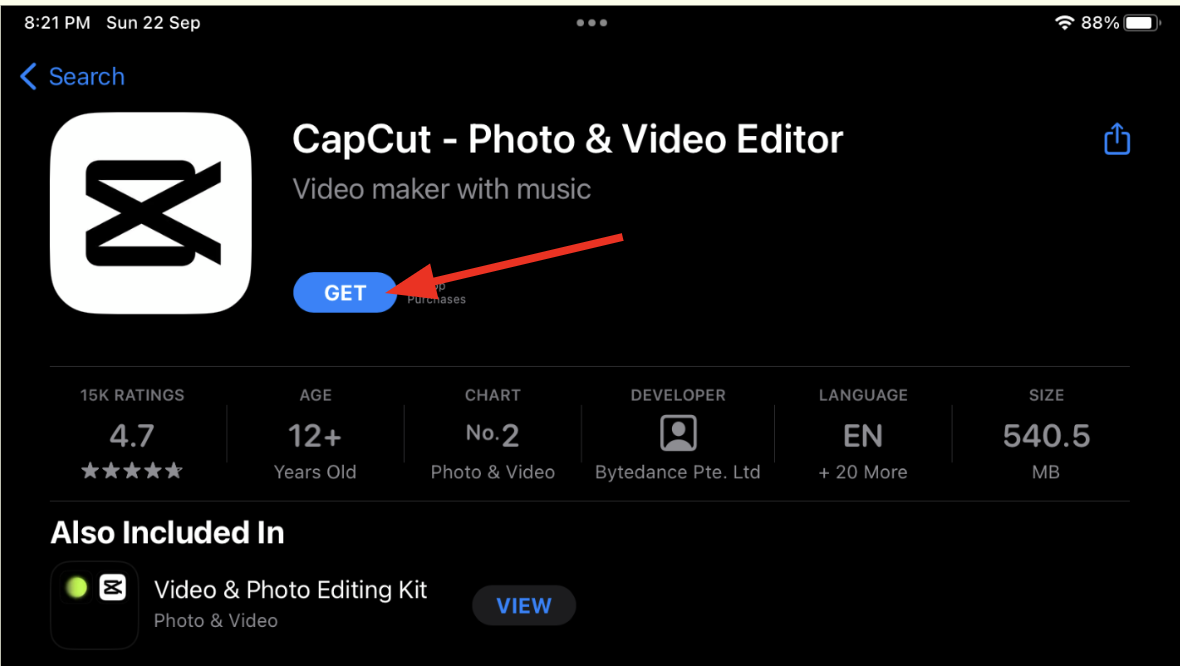 8:21 PM Sun 22 Sep
88%
Search
CapCut - Photo & Video Editor
Video maker with music
GET
Purchases
15K RATINGS
4.7
AGE
12+
Years Old
CHART
No.2
Photo & Video
DEVELOPER
Bytedance Pte. Ltd
LANGUAGE
EN
+ 20 More
SIZE
540.5
MB
Also Included In
Video & Photo Editing Kit
Photo & Video
VIEW